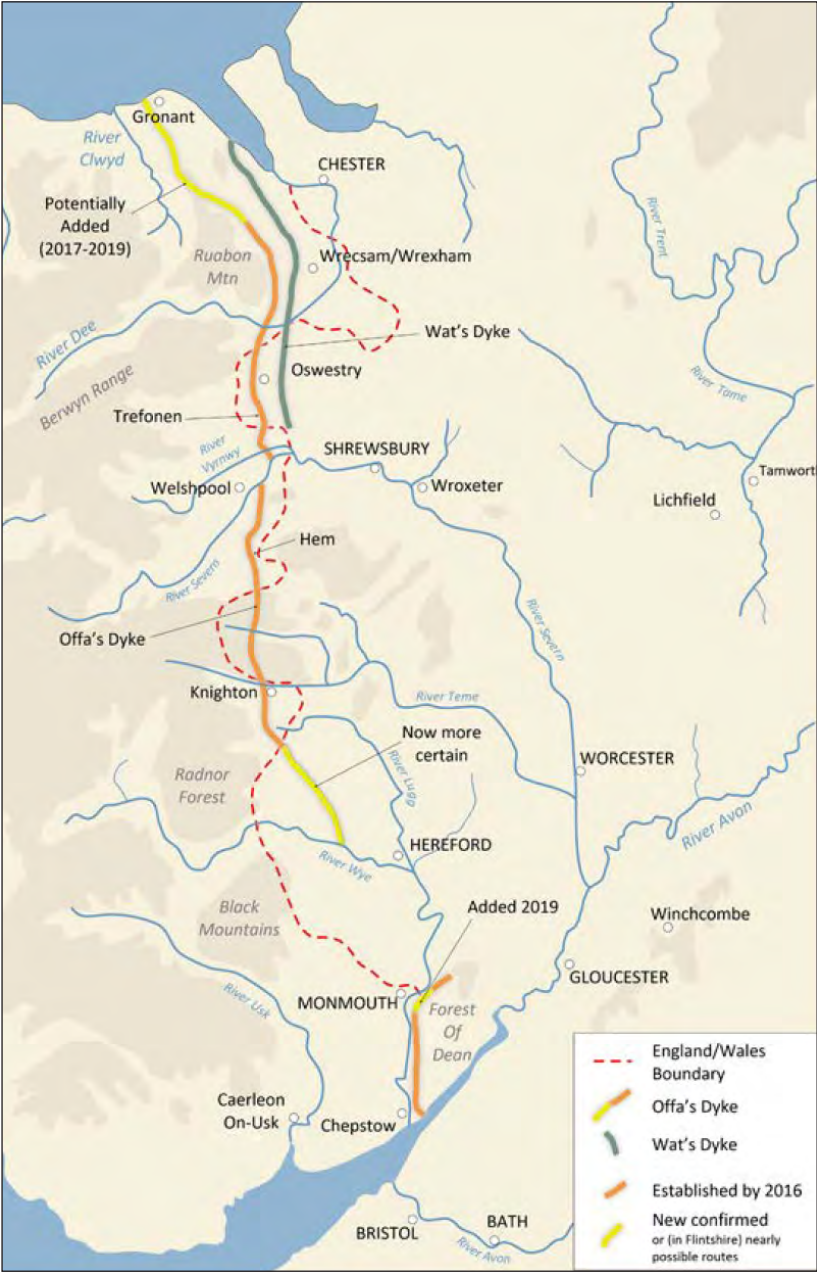 Gronant
River
Clwyd
CHESTER
Potentially
Added
(2017-2019)
River Trent
Ruabon
Mtn
Wrecsam/Wrexham
River Dee
Wat's Dyke
Berwyn Range
Oswestry
River Tame
Trefonen
River
Vyrnwy
SHREWSBURY
Welshpool
Wroxeter
Tamwort
Lichfield
Hem
River Severn
River Severn
Offa's Dyke
Knighton
River Teme
Now more
certain
River Lugg
WORCESTER
Radnor
Forest
River Avon
HEREFORD
River Wye
Black
Mountains
Added 2019
Winchcombe
GLOUCESTER
River Usk
MONMOUTH
Forest
Of
Dean
Caerleon
On-Usk
Chepstow
BRISTOL
BATH
River Avon
England/Wales
Boundary
Offa's Dyke
Wat's Dyke
Established by 2016
New confirmed
or (in Flintshire) nearly
possible routes